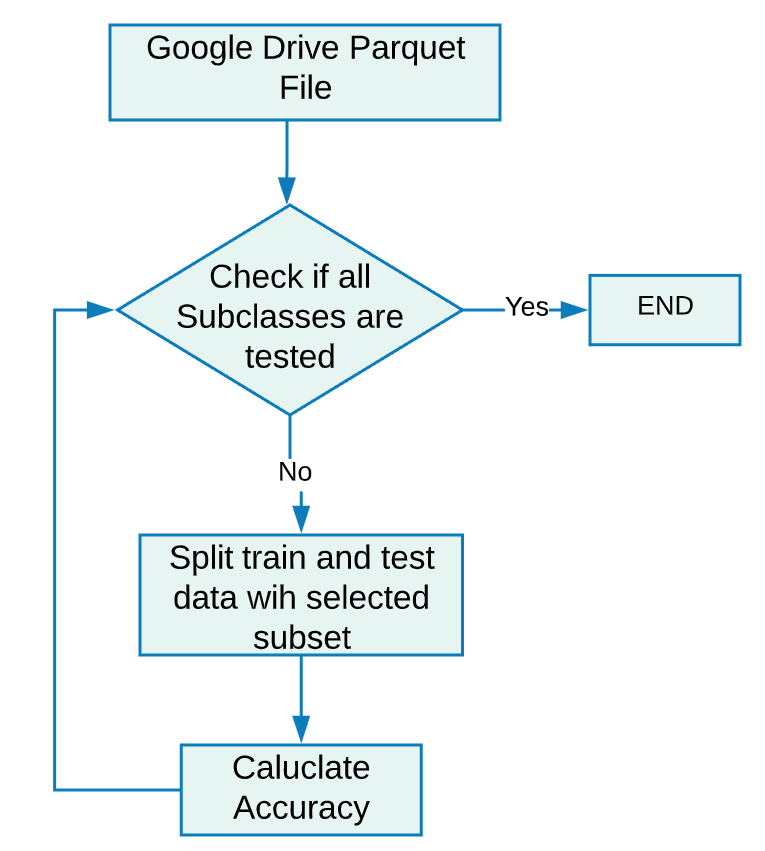 Google Drive Parquet
File
Check if all
Subclasses are
tested
Yes
END
No
Split train and test
data wih selected
subset
Caluclate
Accuracy